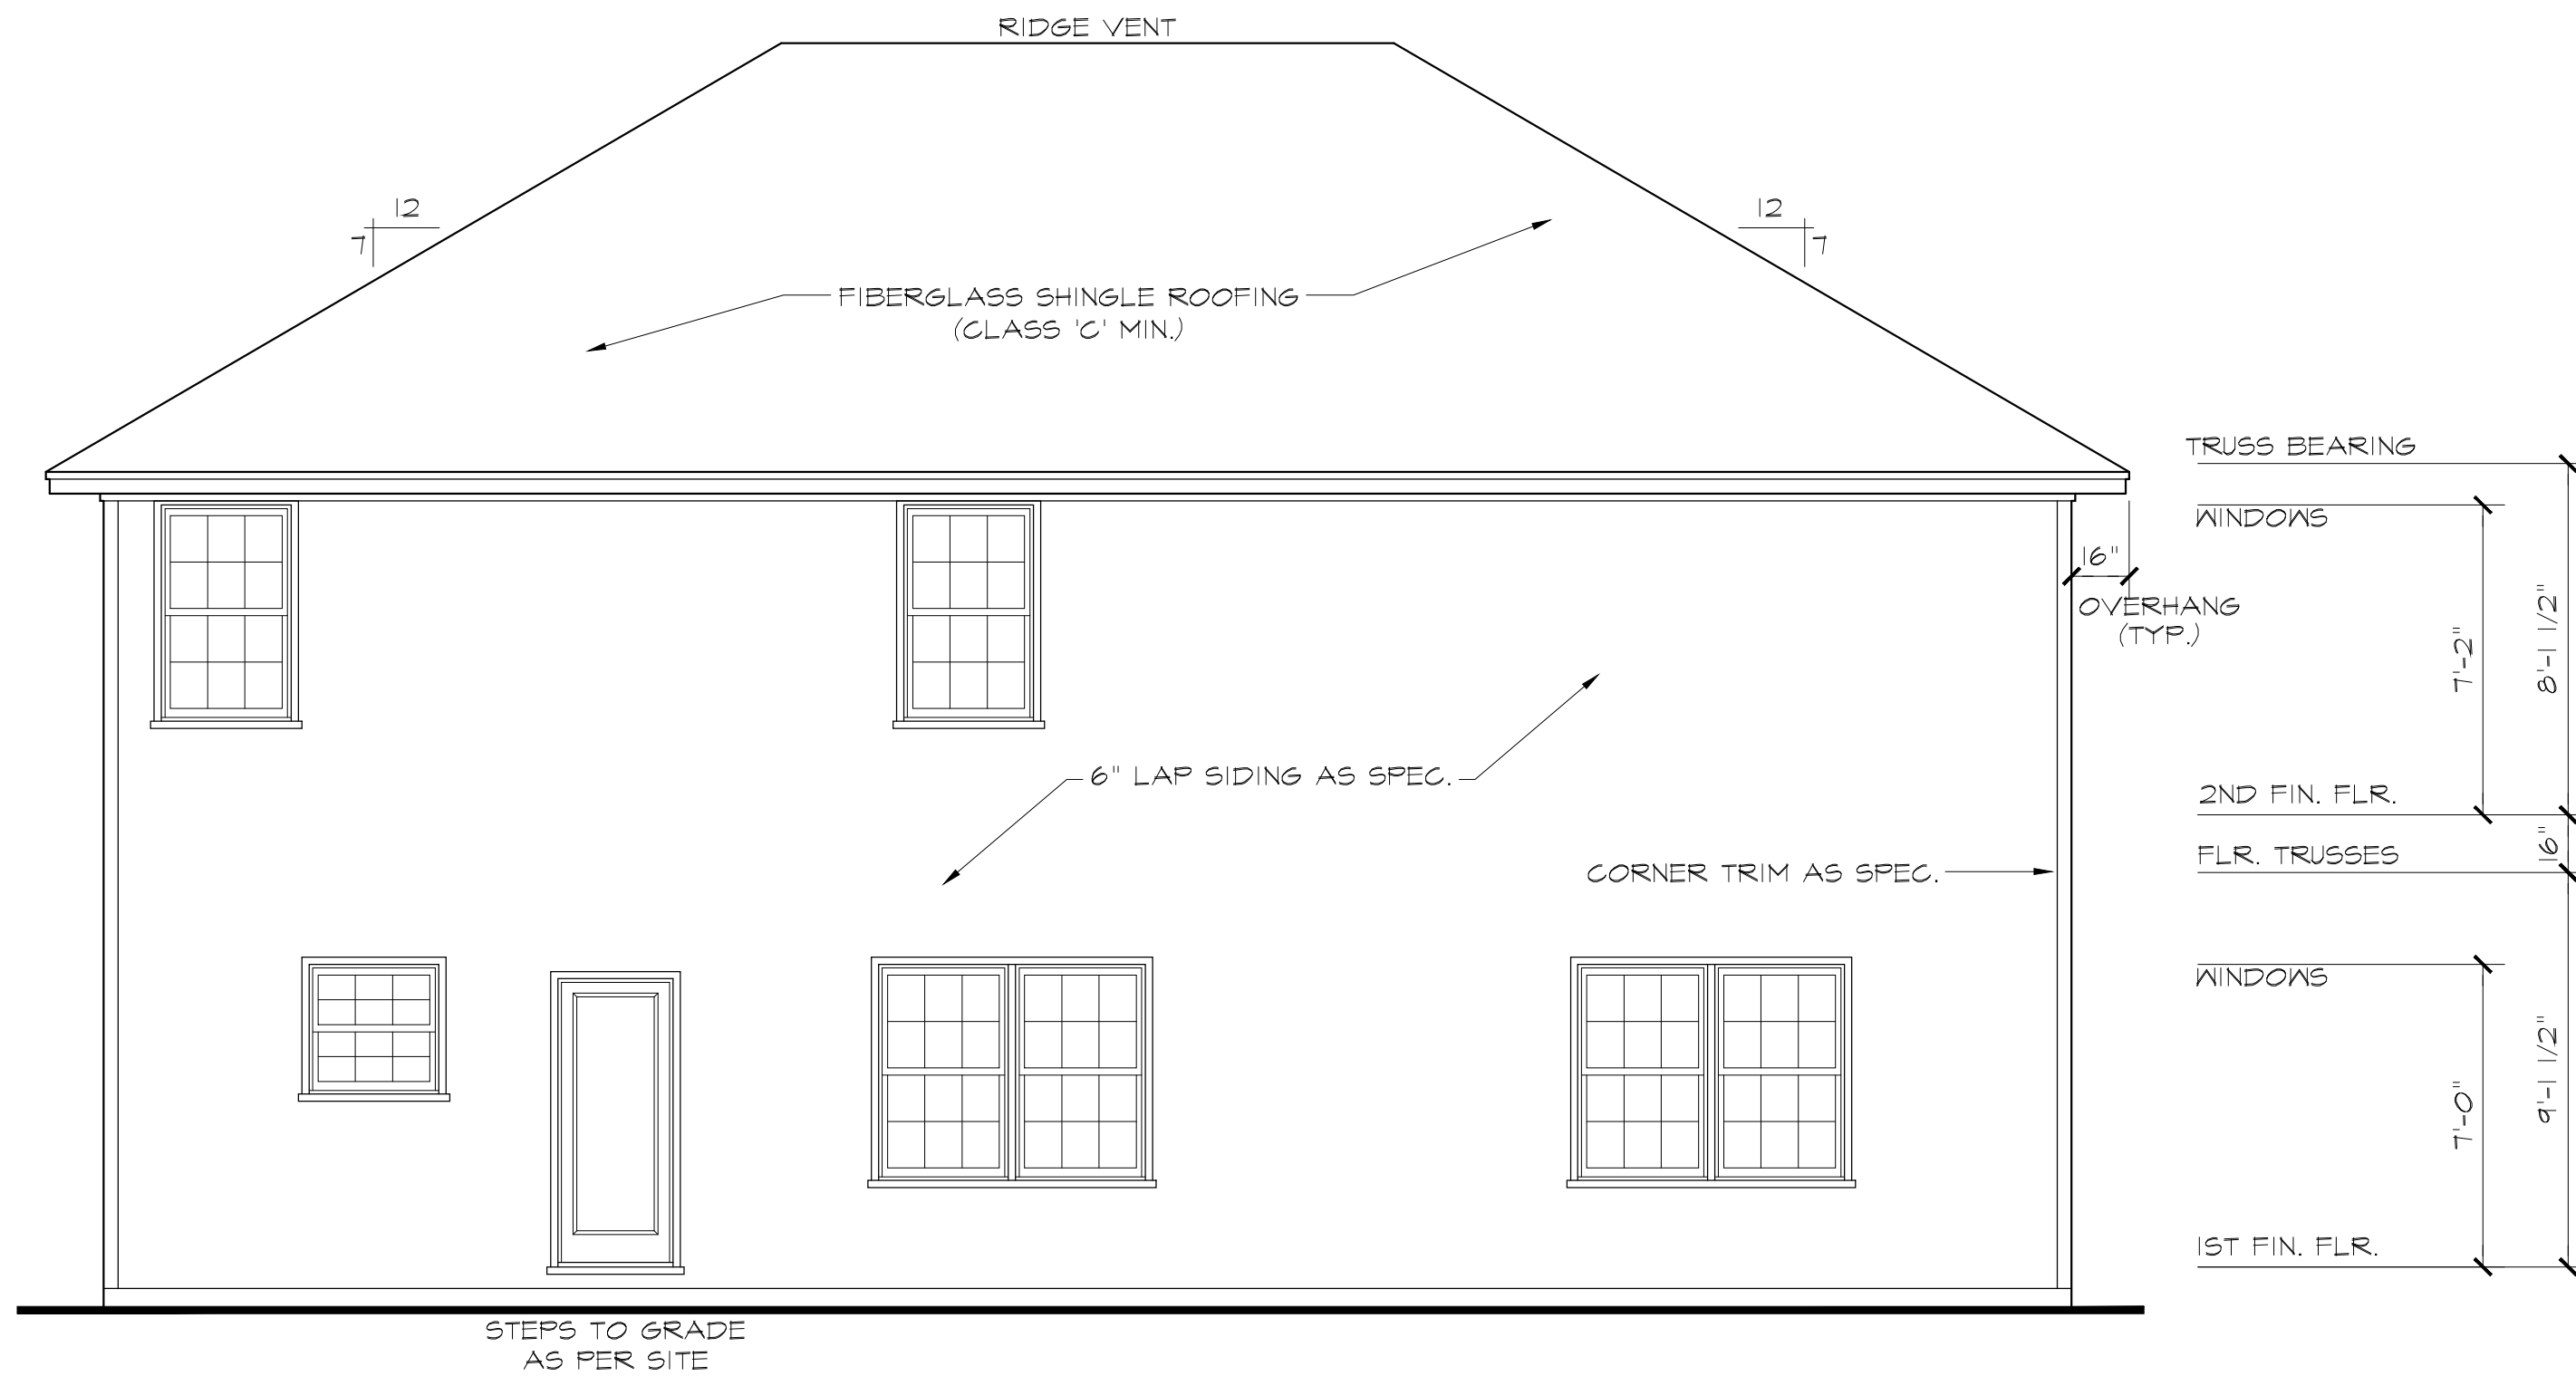 RIDGE VENT
12
7
12
7
FIBERGLASS SHINGLE ROOFING
(CLASS 'C' MIN.)
TRUSS BEARING
WINDOWS
16"
OVERHANG
(TYP.)
7'-2"
8'-1 1/2"
6" LAP SIDING AS SPEC.
2ND FIN. FLR.
16"
FLR. TRUSSES
CORNER TRIM AS SPEC.
WINDOWS
7'-0"
9'-1 1/2"
1ST FIN. FLR.
STEPS TO GRADE
AS PER SITE